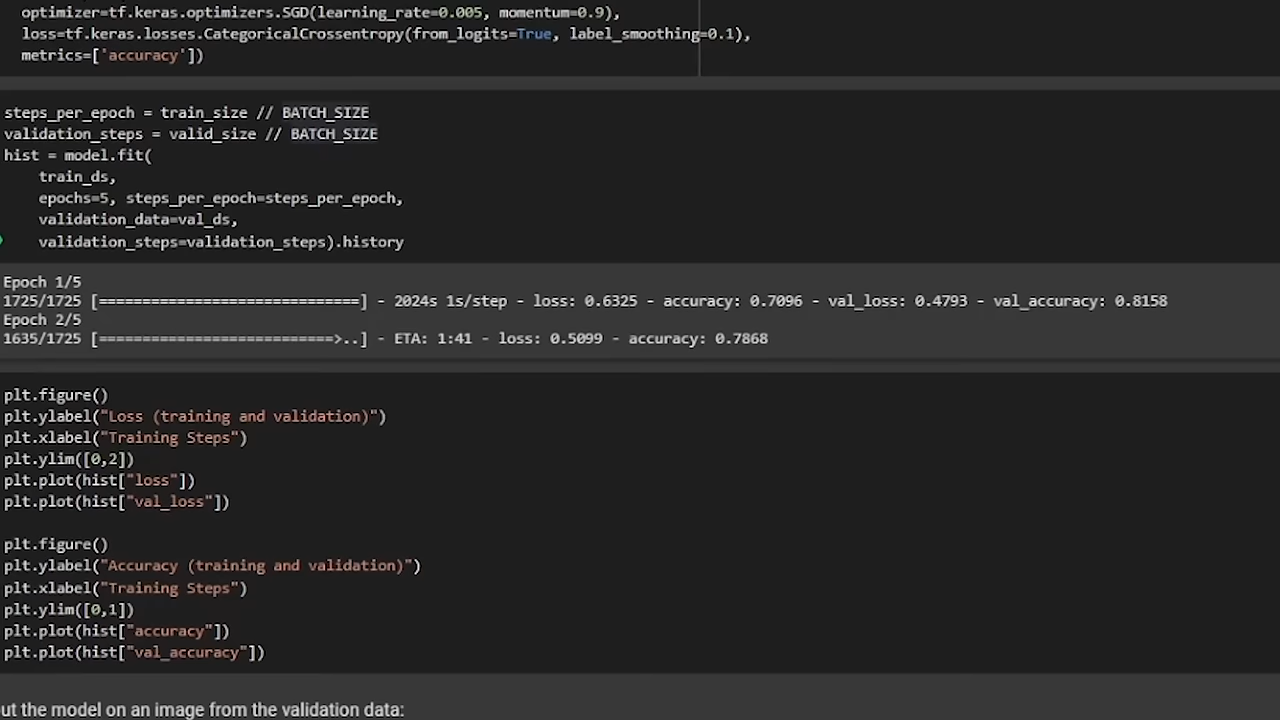 optimizer=tf.keras.optimizers.SGD(learning_rate=0.005, momentum=0.9),
loss=tf.keras.losses.CategoricalCrossentropy(from_logits=True, label_smoothing=0.1),
metrics=['accuracy'])
steps_per_epoch = train_size // BATCH_SIZE
validation_steps = valid_size // BATCH_SIZE
hist = model.fit(
train_ds,
epochs=5, steps_per_epoch=steps_per_epoch,
validation_data=val_ds,
validation_steps=validation_steps).history
Epoch 1/5
1725/1725 [==============================] - 2024s 1s/step - loss: 0.6325 - accuracy: 0.7096 - val_loss: 0.4793 - val_accuracy: 0.8158
Epoch 2/5
1635/1725 [===========================>..] - ETA: 1:41 - loss: 0.5099 - accuracy: 0.7868
plt.figure()
plt.ylabel("Loss (training and validation)")
plt.xlabel("Training Steps")
plt.ylim([0,2])
plt.plot(hist["loss"])
plt.plot(hist["val_loss"])
plt.figure()
plt.ylabel("Accuracy (training and validation)")
plt.xlabel("Training Steps")
plt.ylim([0,1])
plt.plot(hist["accuracy"])
plt.plot(hist["val_accuracy"])
ut the model on an image from the validation data: